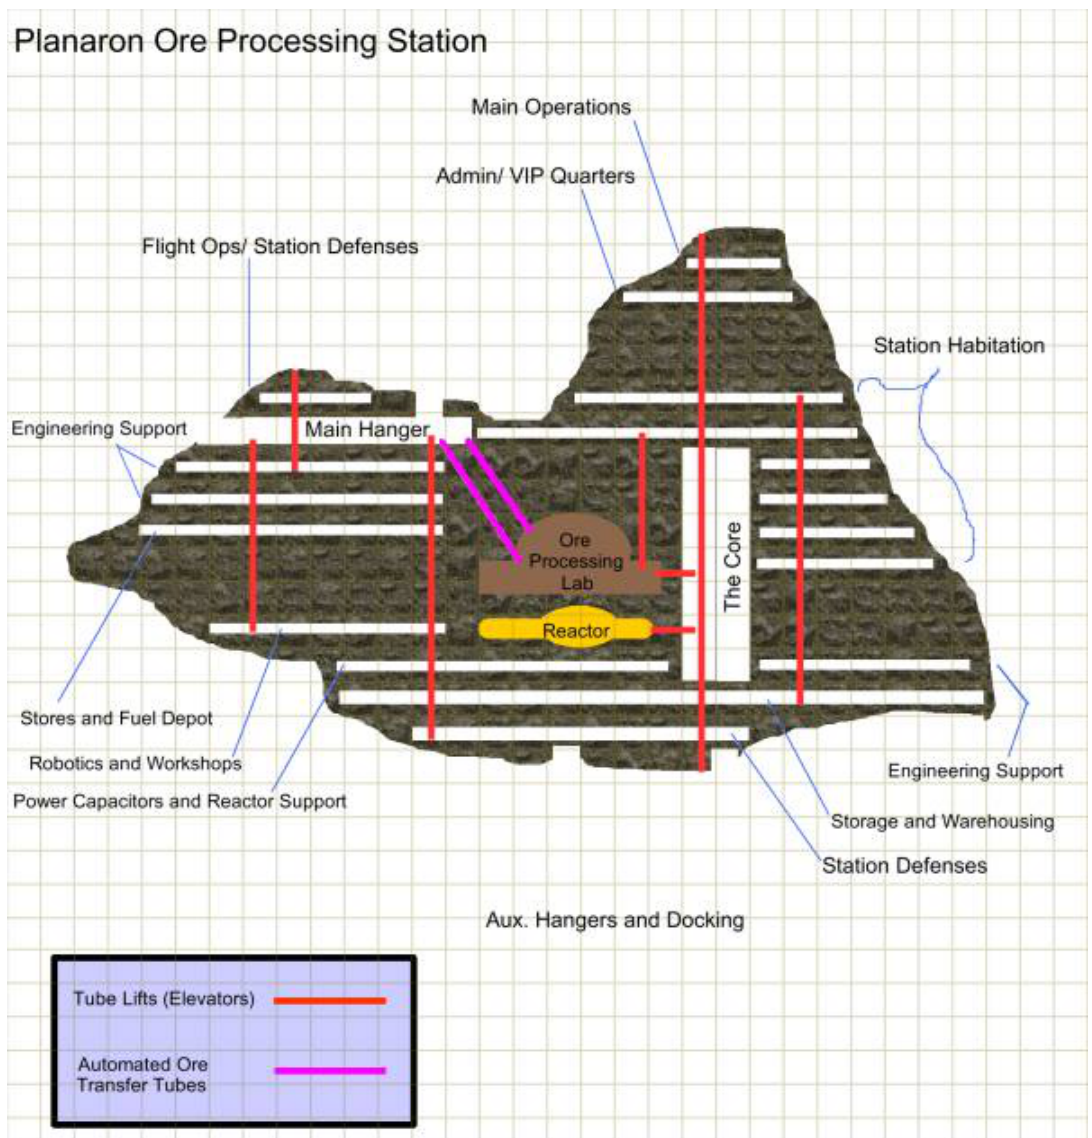 Planaron Ore Processing Station
Main Operations
Admin/ VIP Quarters
Flight Ops/ Station Defenses
Station Habitation
Engineering Support
Main Hanger
Ore
Processing
Lab
The Core
Reactor
Stores and Fuel Depot
Robotics and Workshops
Power Capacitors and Reactor Support
Engineering Support
Storage and Warehousing
Station Defenses
Aux. Hangers and Docking
Tube Lifts (Elevators)
Automated Ore
Transfer Tubes